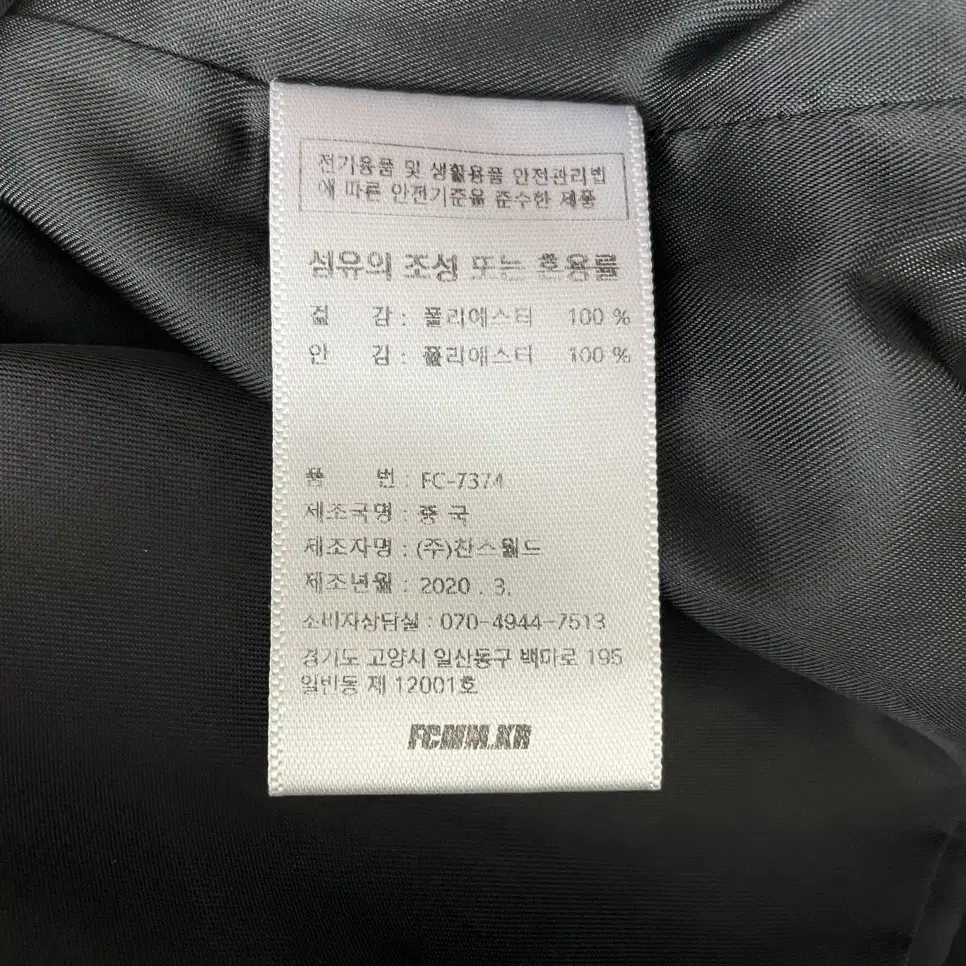 전기용품 및 생활용품 안전관리법
에 따른 안전기준을 준수한 제품
섬유의 조성 또는 혼용률
겉 감 : 폴리에스터 100 %
안 감 : 폴리에스터 100 %
품 번 : FC-7374
제조국명 : 중 국
제조자명 : (주)찬스월드
제조년월 : 2020 . 3.
소비자상담실 : 070-4944-7513
경기도 고양시 일산동구 백마로 195
일반동 제 12001호
FCMM.KR